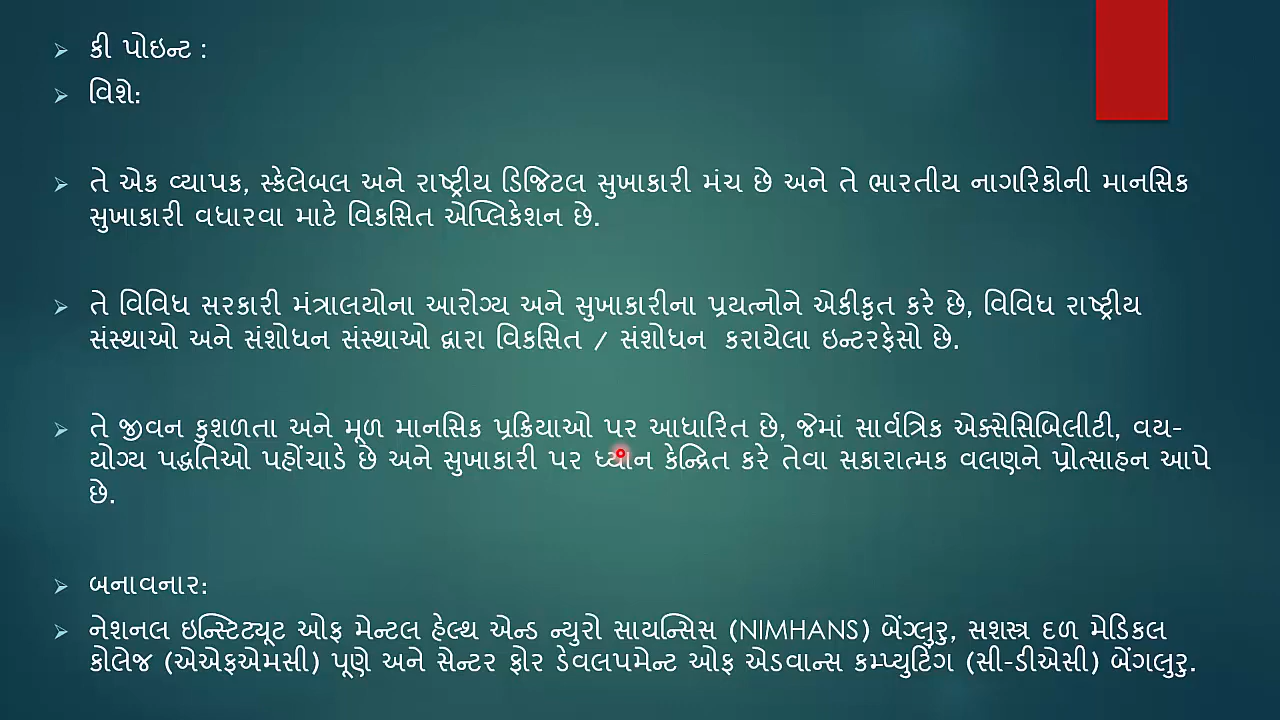 કી પોઇન્ટ :
વિશે:
તે એક વ્યાપક, સ્કેલેબલ અને રાષ્ટ્રીય ડિજિટલ સુખાકારી મંચ છે અને તે ભારતીય નાગરિકોની માનસિક
સુખાકારી વધારવા માટે વિકસિત એપ્લિકેશન છે.
તે વિવિધ સરકારી મંત્રાલયોના આરોગ્ય અને સુખાકારીના પ્રયત્નોને એકીકૃત કરે છે, વિવિધ રાષ્ટ્રીય
સંસ્થાઓ અને સંશોધન સંસ્થાઓ દ્વારા વિકસિત / સંશોધન કરાયેલા ઇન્ટરફેસો છે.
તે જીવન કુશળતા અને મૂળ માનસિક પ્રક્રિયાઓ પર આધારિત છે, જેમાં સાર્વત્રિક એક્સેસિબિલીટી, વય-
યોગ્ય પદ્ધતિઓ પહોંચાડે છે અને સુખાકારી પર ધ્યાન કેન્દ્રિત કરે તેવા સકારાત્મક વલણને પ્રોત્સાહન આપે
છે.
બનાવનાર:
નેશનલ ઇન્સ્ટિટ્યૂટ ઓફ મેન્ટલ હેલ્થ એન્ડ ન્યુરો સાયન્સિસ (NIMHANS) બેંગ્લુરુ, સશસ્ત્ર દળ મેડિકલ
કોલેજ (એએફએમસી) પૂણે અને સેન્ટર ફોર ડેવલપમેન્ટ ઓફ એડવાન્સ કમ્પ્યુટિંગ (સી-ડીએસી) બેંગલુરુ.